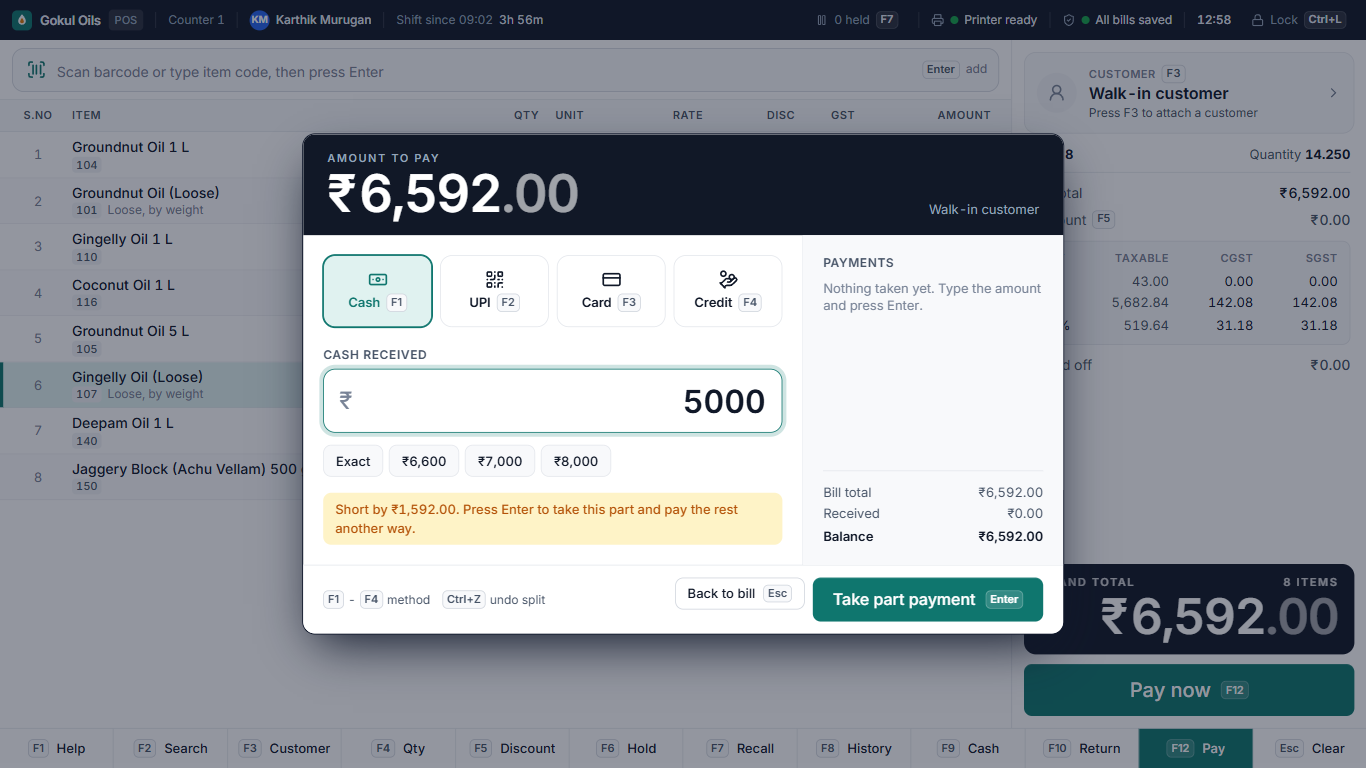 Gokul Oils POS Counter 1 KM Karthik Murugan Shift since 09:02 3h 56m 0 held F7 Printer ready All bills saved 12:58 Lock Ctrl+L
Scan barcode or type item code, then press Enter Enter add
CUSTOMER F3
Walk-in customer
Press F3 to attach a customer
S.NO ITEM QTY UNIT RATE DISC GST AMOUNT
1 Groundnut Oil 1 L
104
2 Groundnut Oil (Loose)
101 Loose, by weight
3 Gingelly Oil 1 L
110
4 Coconut Oil 1 L
116
5 Groundnut Oil 5 L
105
6 Gingelly Oil (Loose)
107 Loose, by weight
7 Deepam Oil 1 L
140
8 Jaggery Block (Achu Vellam) 500
150
AMOUNT TO PAY
₹6,592.00
Walk-in customer
Cash F1
UPI F2
Card F3
Credit F4
CASH RECEIVED
₹ 5000
Exact ₹6,600 ₹7,000 ₹8,000
Short by ₹1,592.00. Press Enter to take this part and pay the rest
another way.
PAYMENTS
Nothing taken yet. Type the amount
and press Enter.
Bill total ₹6,592.00
Received ₹0.00
Balance ₹6,592.00
F1 - F4 method Ctrl+Z undo split
Back to bill Esc
Take part payment Enter
8 Quantity 14.250
otal ₹6,592.00
unt F5 ₹0.00
TAXABLE CGST SGST
43.00 0.00 0.00
5,682.84 142.08 142.08
% 519.64 31.18 31.18
d off ₹0.00
AND TOTAL 8 ITEMS
₹6,592.00
Pay now F12
F1 Help F2 Search F3 Customer F4 Qty F5 Discount F6 Hold F7 Recall F8 History F9 Cash F10 Return F12 Pay Esc Clear